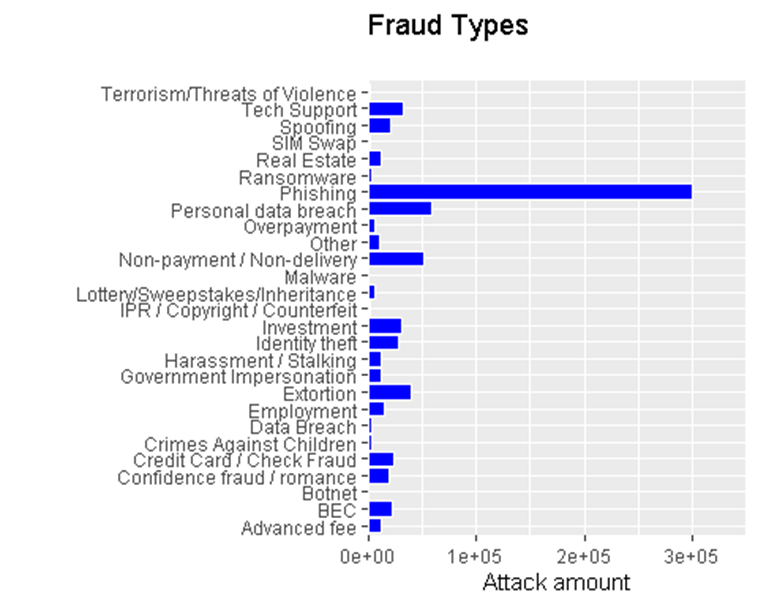 Fraud Types
Terrorism/Threats of Violence
Tech Support
Spoofing
SIM Swap
Real Estate
Ransomware
Phishing
Personal data breach
Overpayment
Other
Non-payment / Non-delivery
Malware
Lottery/Sweepstakes/Inheritance
IPR / Copyright / Counterfeit
Investment
Identity theft
Harassment / Stalking
Government Impersonation
Extortion
Employment
Data Breach
Crimes Against Children
Credit Card / Check Fraud
Confidence fraud / romance
Botnet
BEC
Advanced fee
0e+00 1e+05 2e+05 3e+05
Attack amount